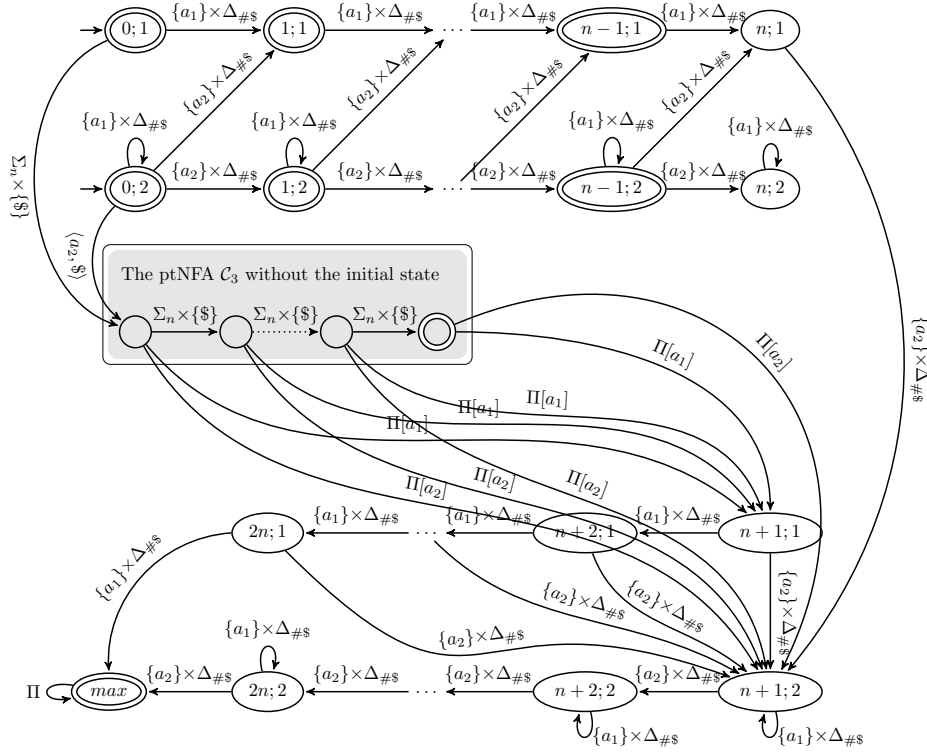 {a₁}×Δ#$ {a₁}×Δ#$ {a₁}×Δ#$ {a₁}×Δ#$
0; 1 1; 1 ··· n−1; 1 n; 1
{a₂}×Δ#$ {a₂}×Δ#$ {a₂}×Δ#$ {a₂}×Δ#$
{a₁}×Δ#$ {a₁}×Δ#$ {a₁}×Δ#$ {a₁}×Δ#$
Σₙ×{$}
{a₂}×Δ#$ {a₂}×Δ#$ {a₂}×Δ#$ {a₂}×Δ#$
0; 2 1; 2 ··· n−1; 2 n; 2
⟨a₂, $⟩
The ptNFA 𝒞₃ without the initial state
Σₙ×{$} Σₙ×{$} Σₙ×{$}
Π[a₁] Π[a₂]
{a₂}×Δ#$
Π[a₁]
Π[a₁]
Π[a₁]
Π[a₂] Π[a₂] Π[a₂]
{a₁}×Δ#$ {a₁}×Δ#$ {a₁}×Δ#$
2n; 1 ··· n+2; 1 n+1; 1
{a₁}×Δ#$ {a₂}×Δ#$ {a₂}×Δ#$ {a₂}×Δ#$
{a₁}×Δ#$ {a₂}×Δ#$
{a₂}×Δ#$ {a₂}×Δ#$ {a₂}×Δ#$ {a₂}×Δ#$
Π max 2n; 2 ··· n+2; 2 n+1; 2
{a₁}×Δ#$ {a₁}×Δ#$